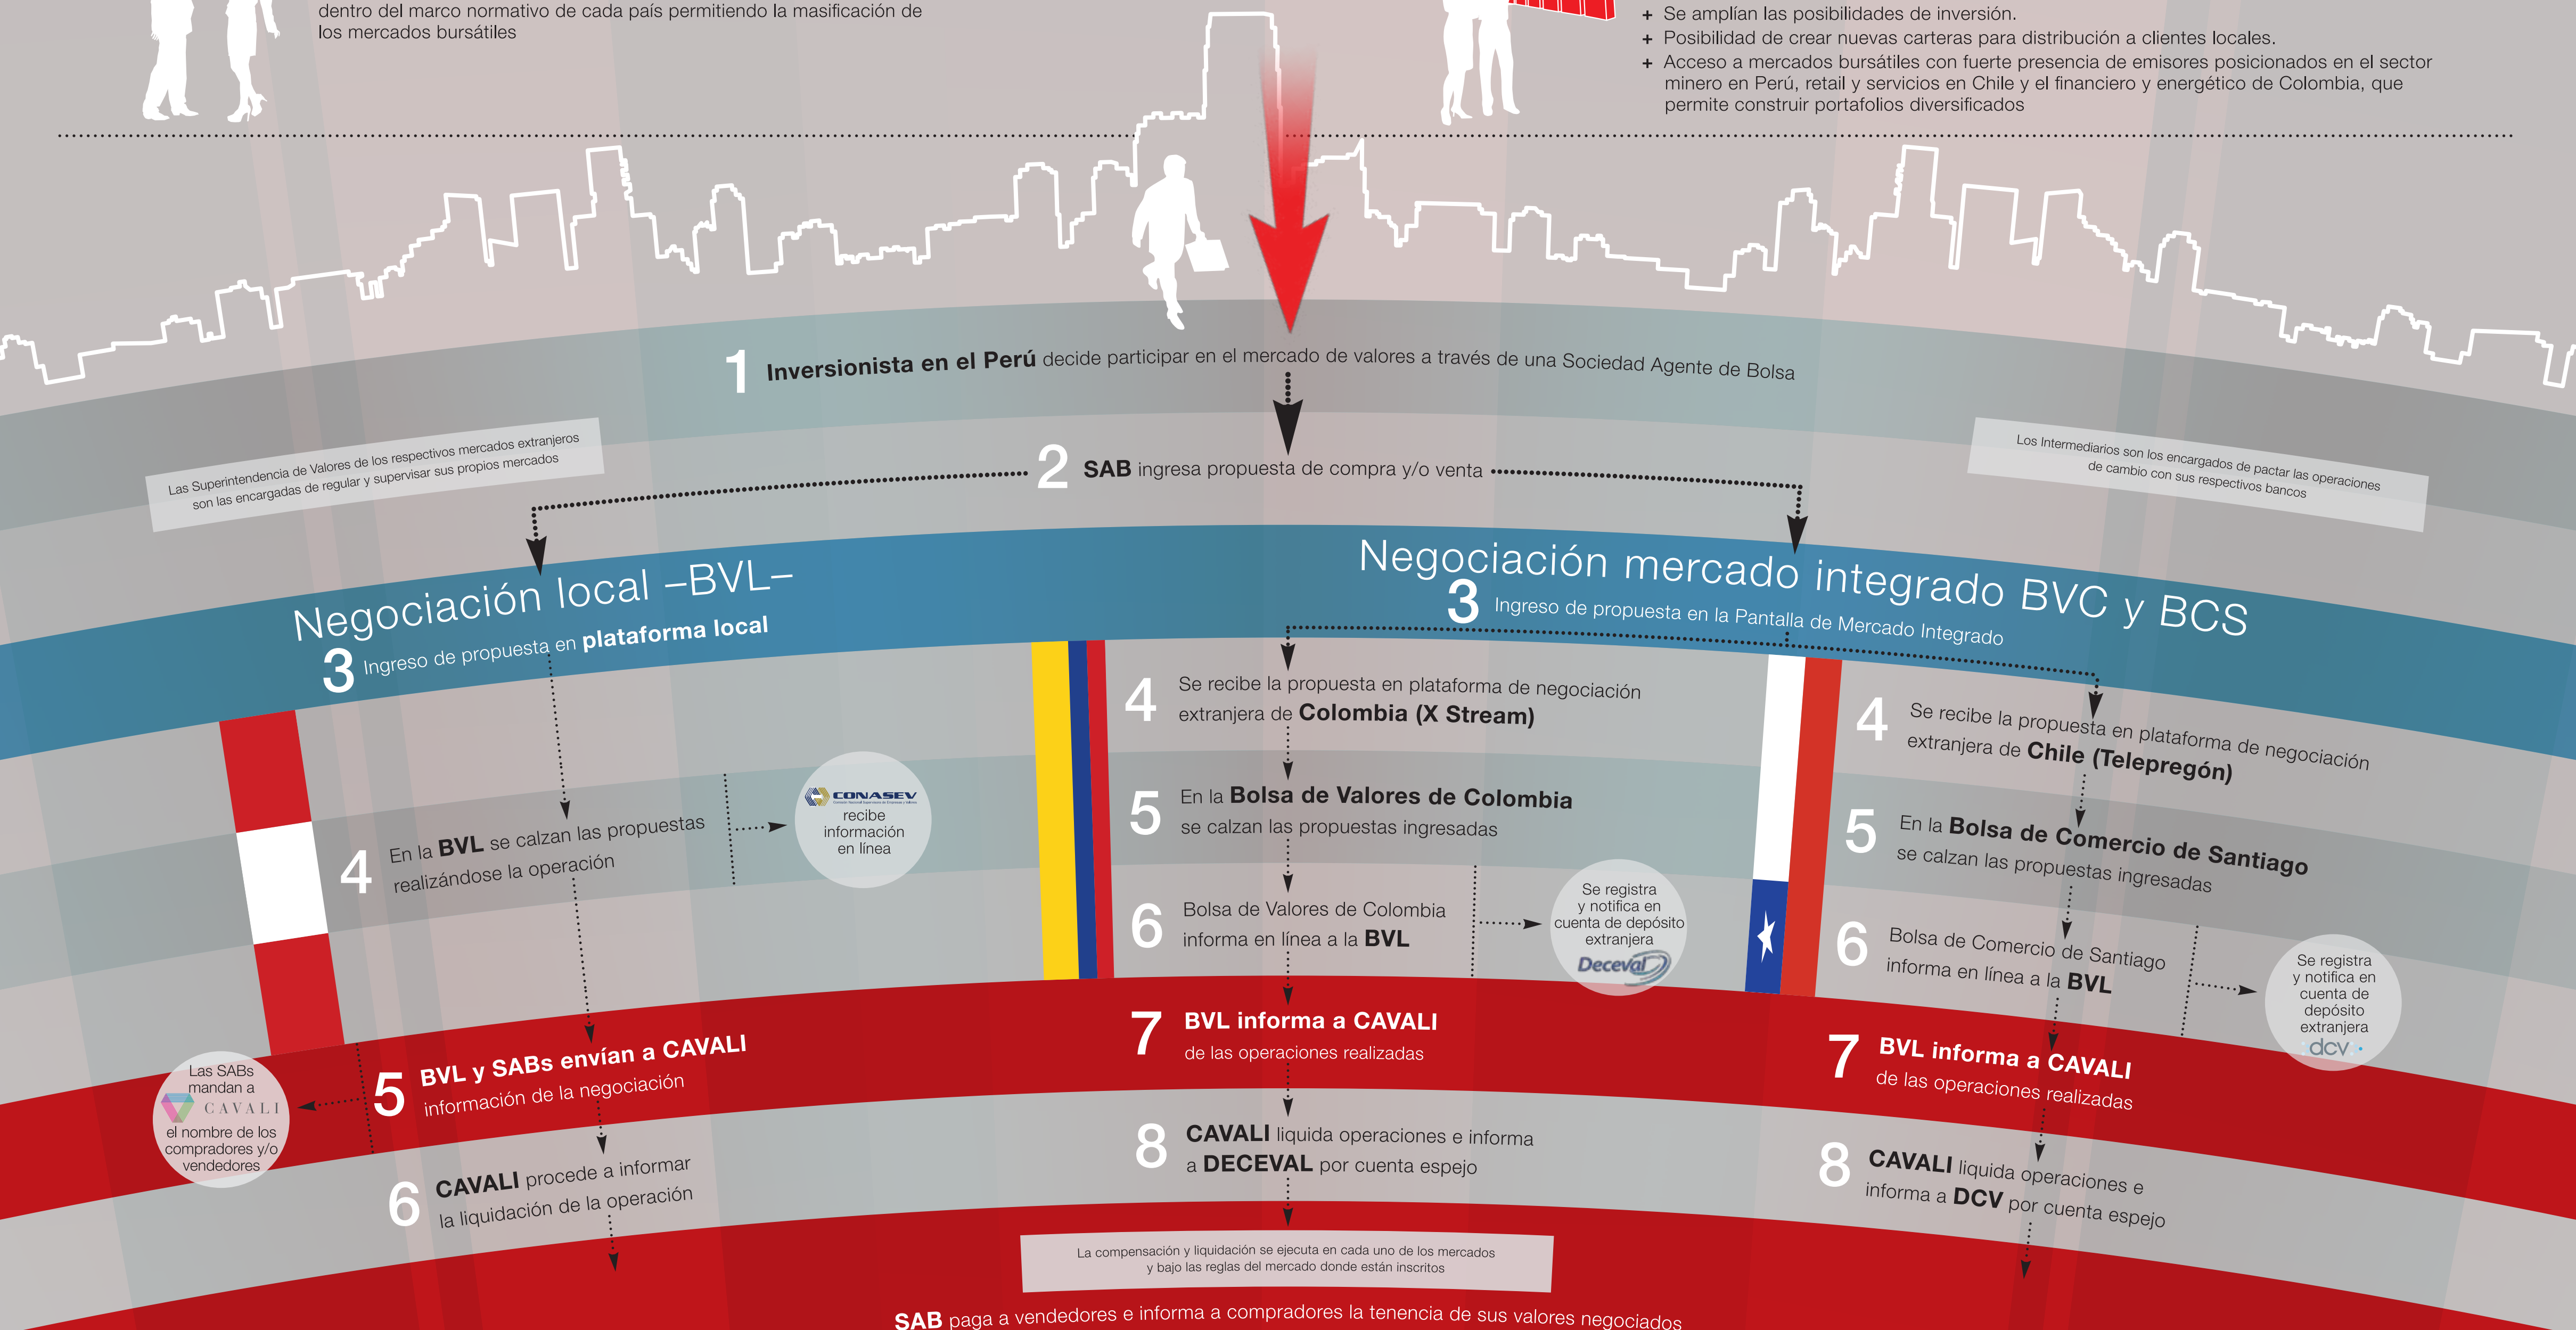 dentro del marco normativo de cada país permitiendo la masificación de
los mercados bursátiles
+ Se amplían las posibilidades de inversión.
+ Posibilidad de crear nuevas carteras para distribución a clientes locales.
+ Acceso a mercados bursátiles con fuerte presencia de emisores posicionados en el sector
minero en Perú, retail y servicios en Chile y el financiero y energético de Colombia, que
permite construir portafolios diversificados
1 Inversionista en el Perú decide participar en el mercado de valores a través de una Sociedad Agente de Bolsa
Las Superintendencia de Valores de los respectivos mercados extranjeros
son las encargadas de regular y supervisar sus propios mercados
2 SAB ingresa propuesta de compra y/o venta
Los Intermediarios son los encargados de pactar las operaciones
de cambio con sus respectivos bancos
Negociación local –BVL–
3 Ingreso de propuesta en plataforma local
4 En la BVL se calzan las propuestas
realizándose la operación
CONASEV
recibe
información
en línea
5 BVL y SABs envían a CAVALI
información de la negociación
Las SABs
mandan a
CAVALI
el nombre de los
compradores y/o
vendedores
6 CAVALI procede a informar
la liquidación de la operación
Negociación mercado integrado BVC y BCS
3 Ingreso de propuesta en la Pantalla de Mercado Integrado
4 Se recibe la propuesta en plataforma de negociación
extranjera de Colombia (X Stream)
5 En la Bolsa de Valores de Colombia
se calzan las propuestas ingresadas
6 Bolsa de Valores de Colombia
informa en línea a la BVL
Se registra
y notifica en
cuenta de depósito
extranjera
Deceval
7 BVL informa a CAVALI
de las operaciones realizadas
8 CAVALI liquida operaciones e informa
a DECEVAL por cuenta espejo
4 Se recibe la propuesta en plataforma de negociación
extranjera de Chile (Telepregón)
5 En la Bolsa de Comercio de Santiago
se calzan las propuestas ingresadas
6 Bolsa de Comercio de Santiago
informa en línea a la BVL
Se registra
y notifica en
cuenta de
depósito
extranjera
dcv
7 BVL informa a CAVALI
de las operaciones realizadas
8 CAVALI liquida operaciones e
informa a DCV por cuenta espejo
La compensación y liquidación se ejecuta en cada uno de los mercados
y bajo las reglas del mercado donde están inscritos
SAB paga a vendedores e informa a compradores la tenencia de sus valores negociados